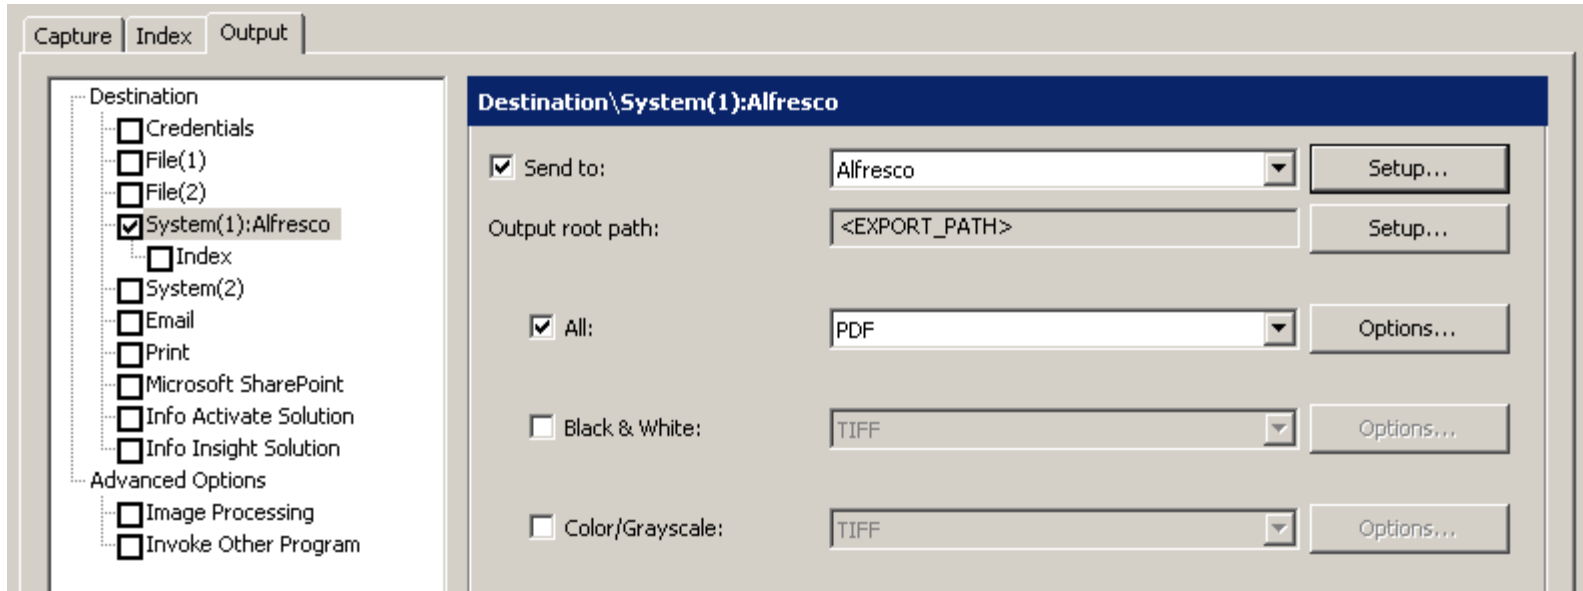 Capture Index Output
Destination
Credentials
File(1)
File(2)
System(1):Alfresco
Index
System(2)
Email
Print
Microsoft SharePoint
Info Activate Solution
Info Insight Solution
Advanced Options
Image Processing
Invoke Other Program
Destination\System(1):Alfresco
Send to: Alfresco Setup...
Output root path: <EXPORT_PATH> Setup...
All: PDF Options...
Black & White: TIFF Options...
Color/Grayscale: TIFF Options...